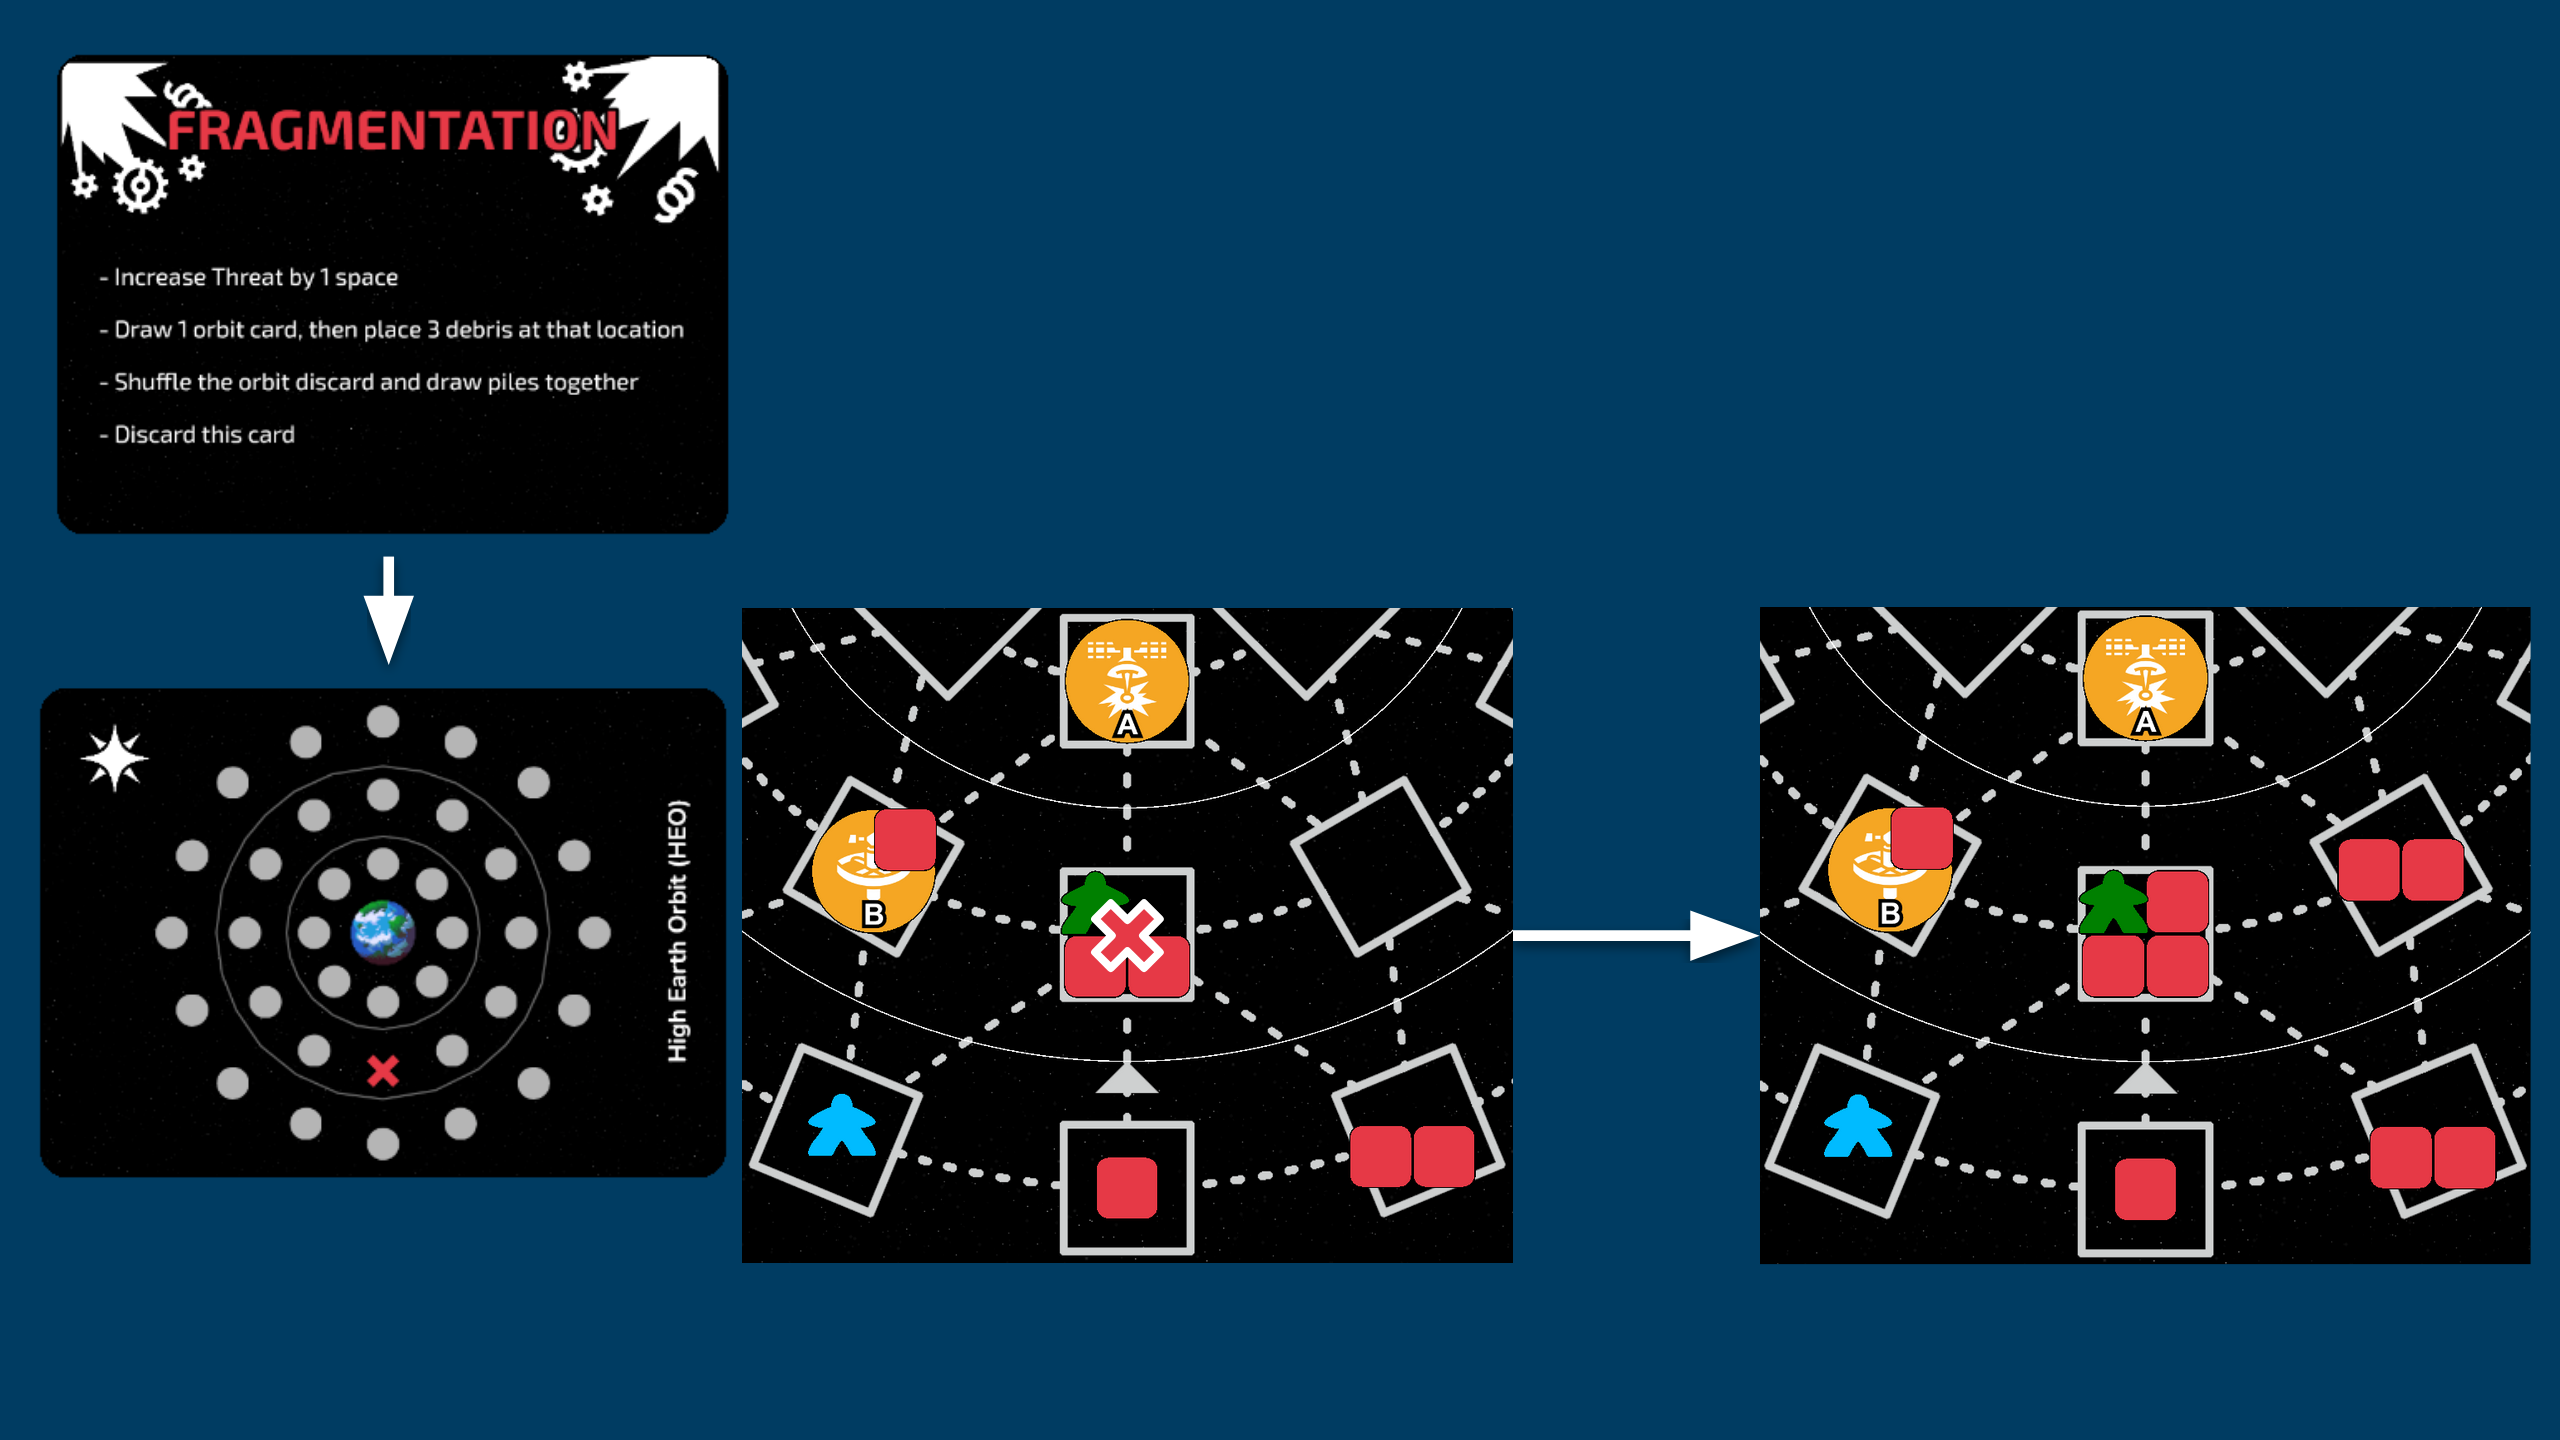 FRAGMENTATION
- Increase Threat by 1 space
- Draw 1 orbit card, then place 3 debris at that location
- Shuffle the orbit discard and draw piles together
- Discard this card
High Earth Orbit (HEO)
A
B
A
B